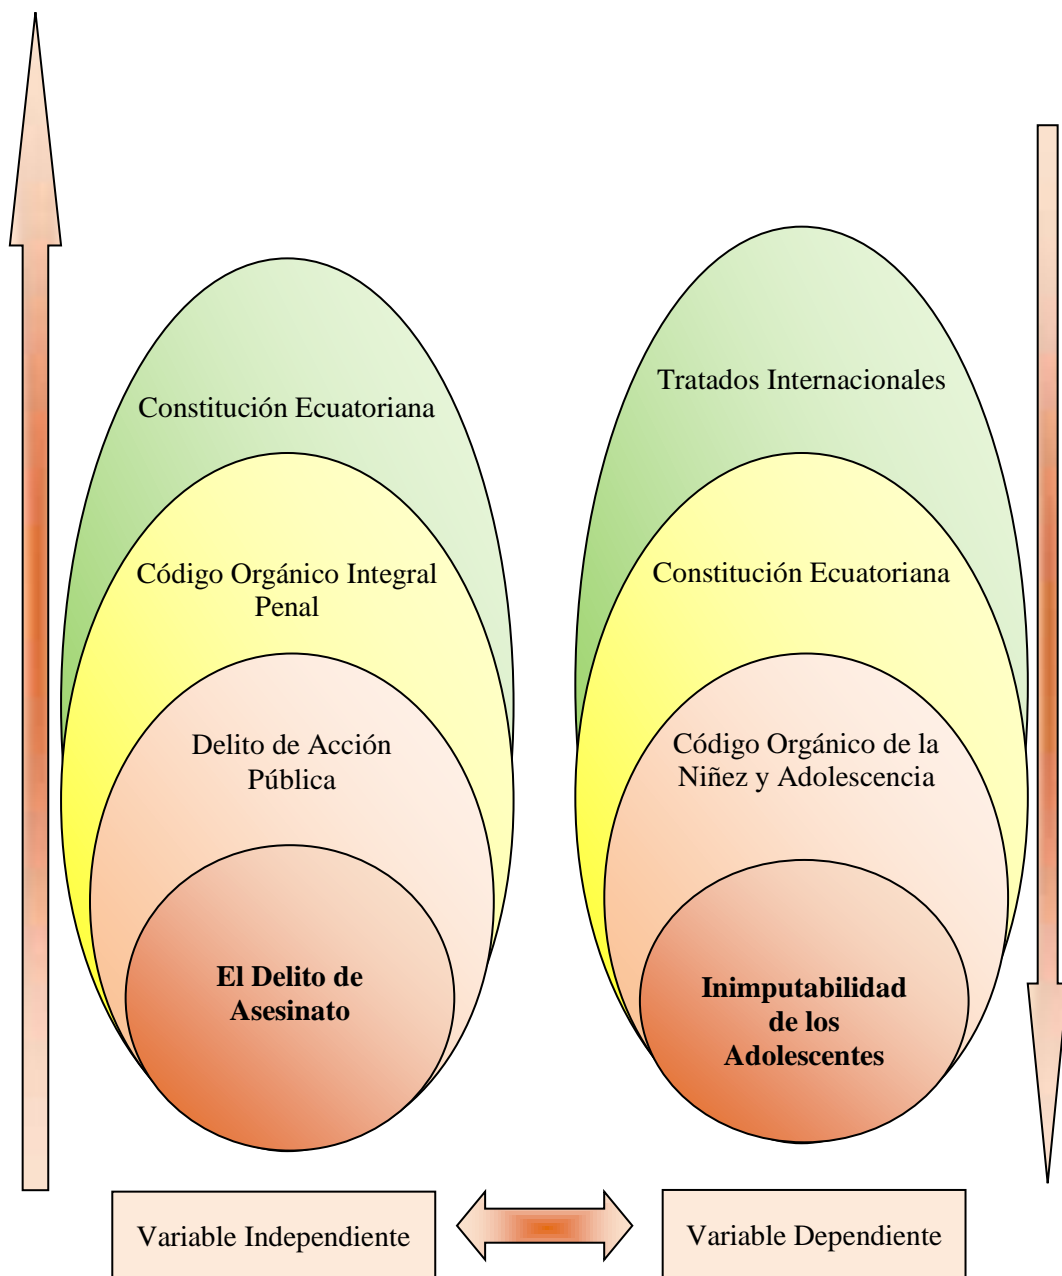 Constitución Ecuatoriana
Código Orgánico Integral
Penal
Delito de Acción
Pública
El Delito de
Asesinato
Variable Independiente
Tratados Internacionales
Constitución Ecuatoriana
Código Orgánico de la
Niñez y Adolescencia
Inimputabilidad
de los
Adolescentes
Variable Dependiente